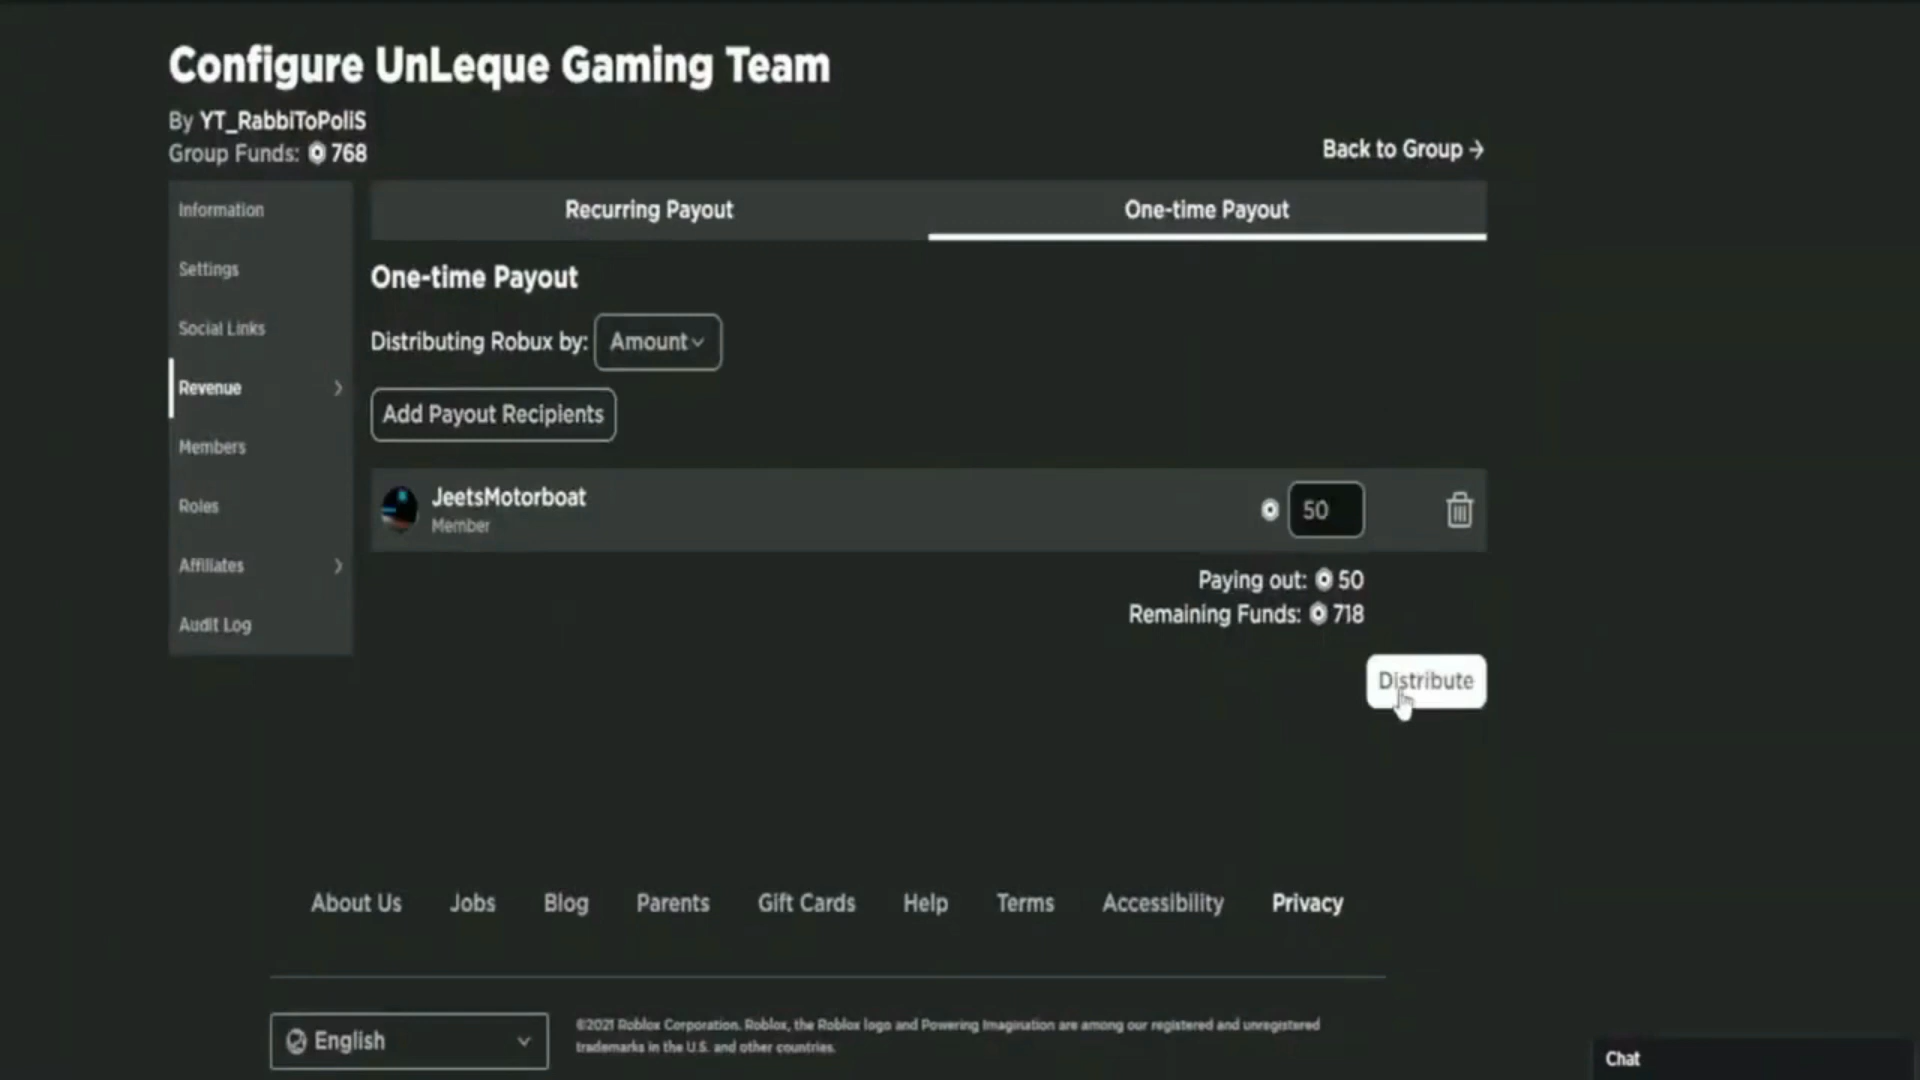 Configure UnLeque Gaming Team
By YT_RabbiToPoliS
Group Funds: 768
Back to Group →
Information
Settings
Social Links
Revenue
Members
Roles
Affiliates
Audit Log
Recurring Payout
One-time Payout
One-time Payout
Distributing Robux by: Amount
Add Payout Recipients
JeetsMotorboat
Member
50
Paying out: 50
Remaining Funds: 718
Distribute
About Us Jobs Blog Parents Gift Cards Help Terms Accessibility Privacy
English
©2021 Roblox Corporation. Roblox, the Roblox logo and Powering Imagination are among our registered and unregistered
trademarks in the U.S. and other countries.
Chat